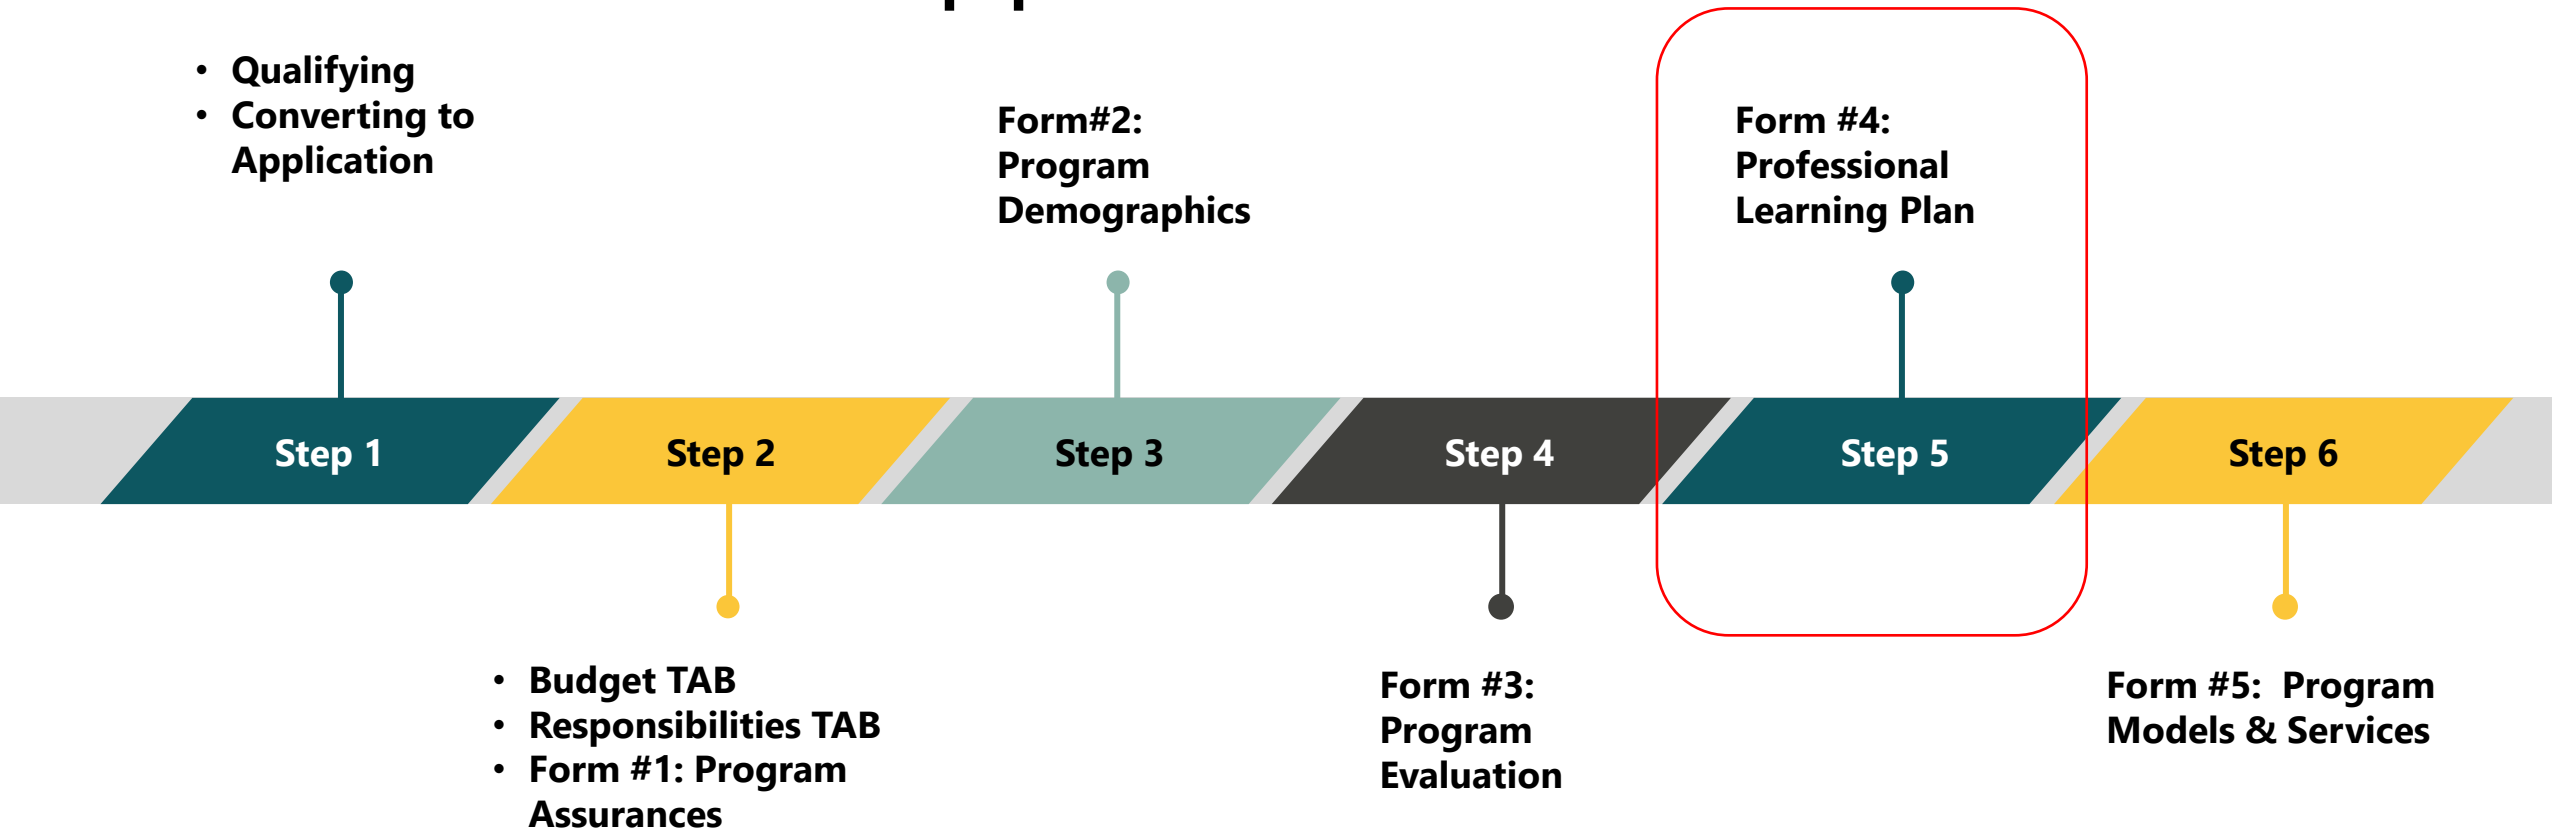 • Qualifying
• Converting to
Application
Form#2:
Program
Demographics
Form #4:
Professional
Learning Plan
Step 1
Step 2
Step 3
Step 4
Step 5
Step 6
• Budget TAB
• Responsibilities TAB
• Form #1: Program
Assurances
Form #3:
Program
Evaluation
Form #5:  Program
Models & Services